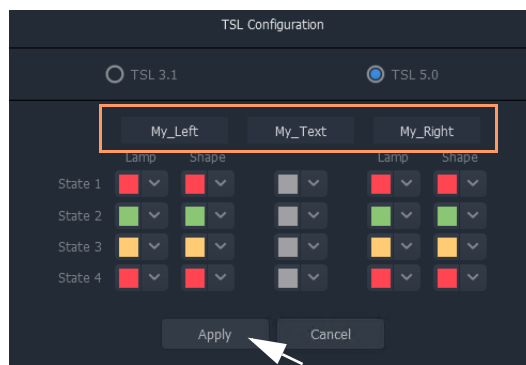 TSL Configuration
TSL 3.1 TSL 5.0
My_Left My_Text My_Right
Lamp Shape Lamp Shape
State 1
State 2
State 3
State 4
Apply Cancel